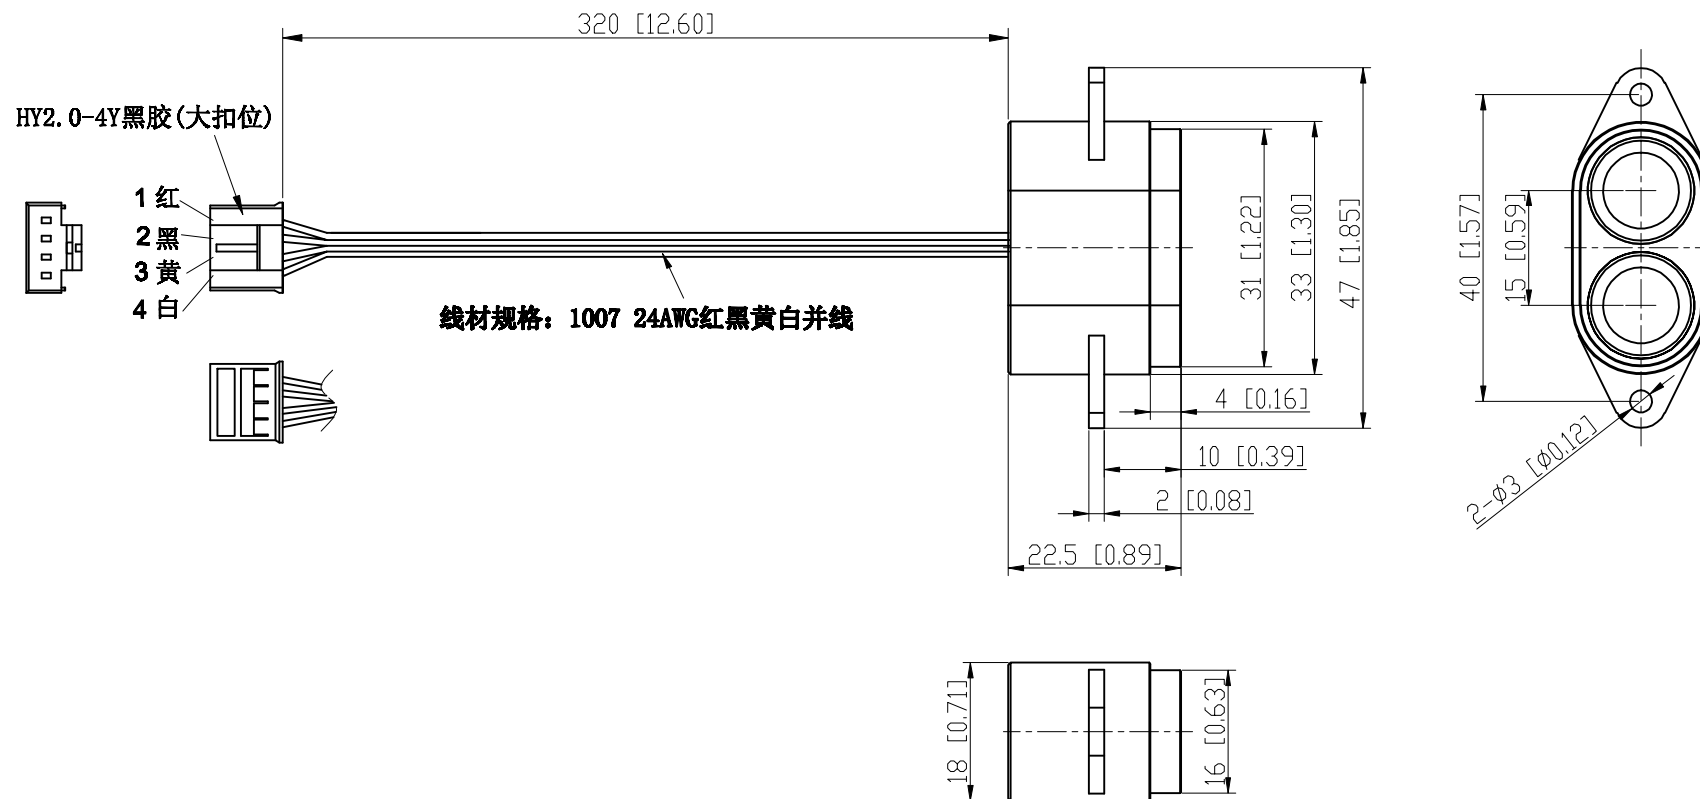 320 [12.60]
HY2.0-4Y黑胶(大扣位)
1 红
2 黑
3 黄
4 白
线材规格：1007 24AWG红黑黄白并线
31 [1.22]
33 [1.30]
47 [1.85]
40 [1.57]
15 [0.59]
4 [0.16]
10 [0.39]
2 [0.08]
22.5 [0.89]
2-Ø3 [Ø0.12]
18 [0.71]
16 [0.63]